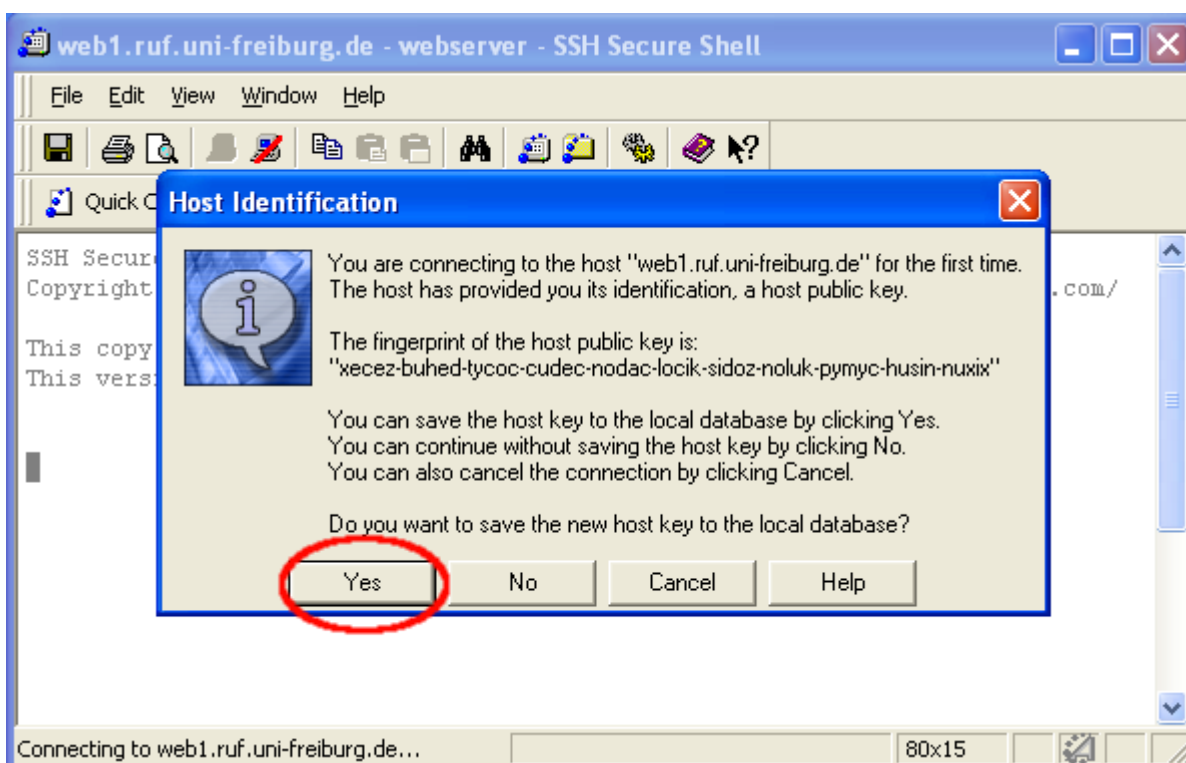 web1.ruf.uni-freiburg.de - webserver - SSH Secure Shell
File Edit View Window Help
Quick
Host Identification
SSH
Copyright
.com/
This copy
This
You are connecting to the host "web1.ruf.uni-freiburg.de" for the first time.
The host has provided you its identification, a host public key.
The fingerprint of the host public key is:
"xecez-buhed-tycoc-cudec-nodac-locik-sidoz-noluk-pymyc-husin-nuxix"
You can save the host key to the local database by clicking Yes.
You can continue without saving the host key by clicking No.
You can also cancel the connection by clicking Cancel.
Do you want to save the new host key to the local database?
Yes No Cancel Help
Connecting to web1.ruf.uni-freiburg.de... 80x15